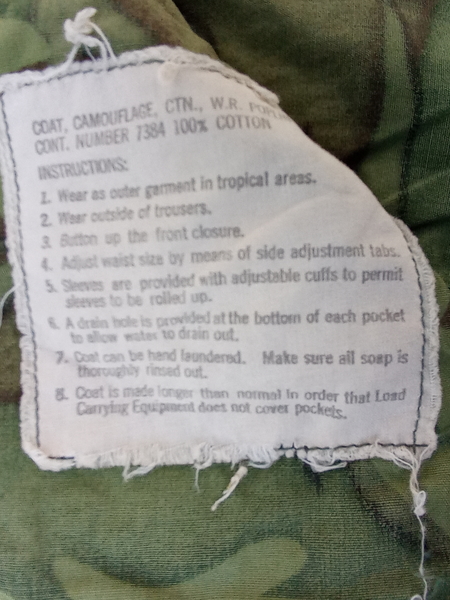 COAT, CAMOUFLAGE, CTN., W.R.
CONT. NUMBER 7384 100% COTTON
INSTRUCTIONS:
1. Wear as outer garment in tropical areas.
2. Wear outside of trousers.
3. Button up the front closure.
4. Adjust waist size by means of side adjustment tabs.
5. Sleeves are provided with adjustable cuffs to permit
sleeves to be rolled up.
6. A drain hole is provided at the bottom of each pocket
to allow water to drain out.
7. Coat can be hand laundered. Make sure all soap is
thoroughly rinsed out.
8. Coat is made longer than normal in order that Load
Carrying Equipment does not cover pockets.